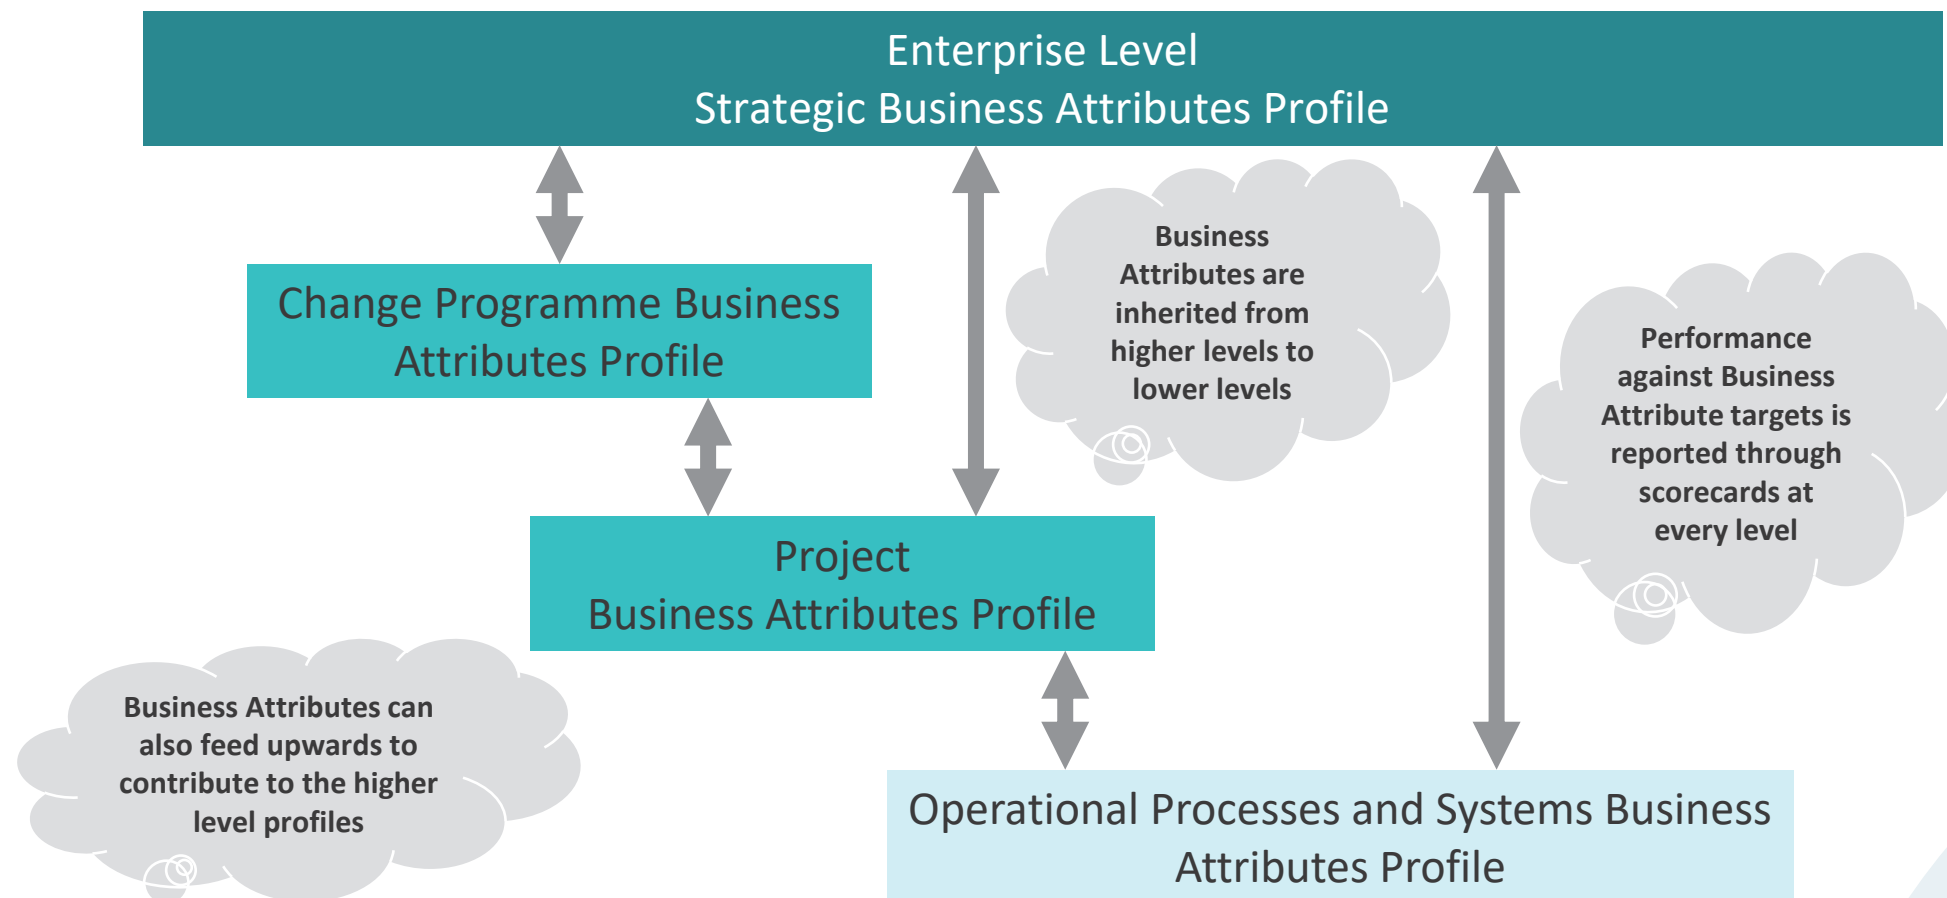 Enterprise Level
Strategic Business Attributes Profile
Change Programme Business
Attributes Profile
Business
Attributes are
inherited from
higher levels to
lower levels
Performance
against Business
Attribute targets is
reported through
scorecards at
every level
Project
Business Attributes Profile
Business Attributes can
also feed upwards to
contribute to the higher
level profiles
Operational Processes and Systems Business
Attributes Profile